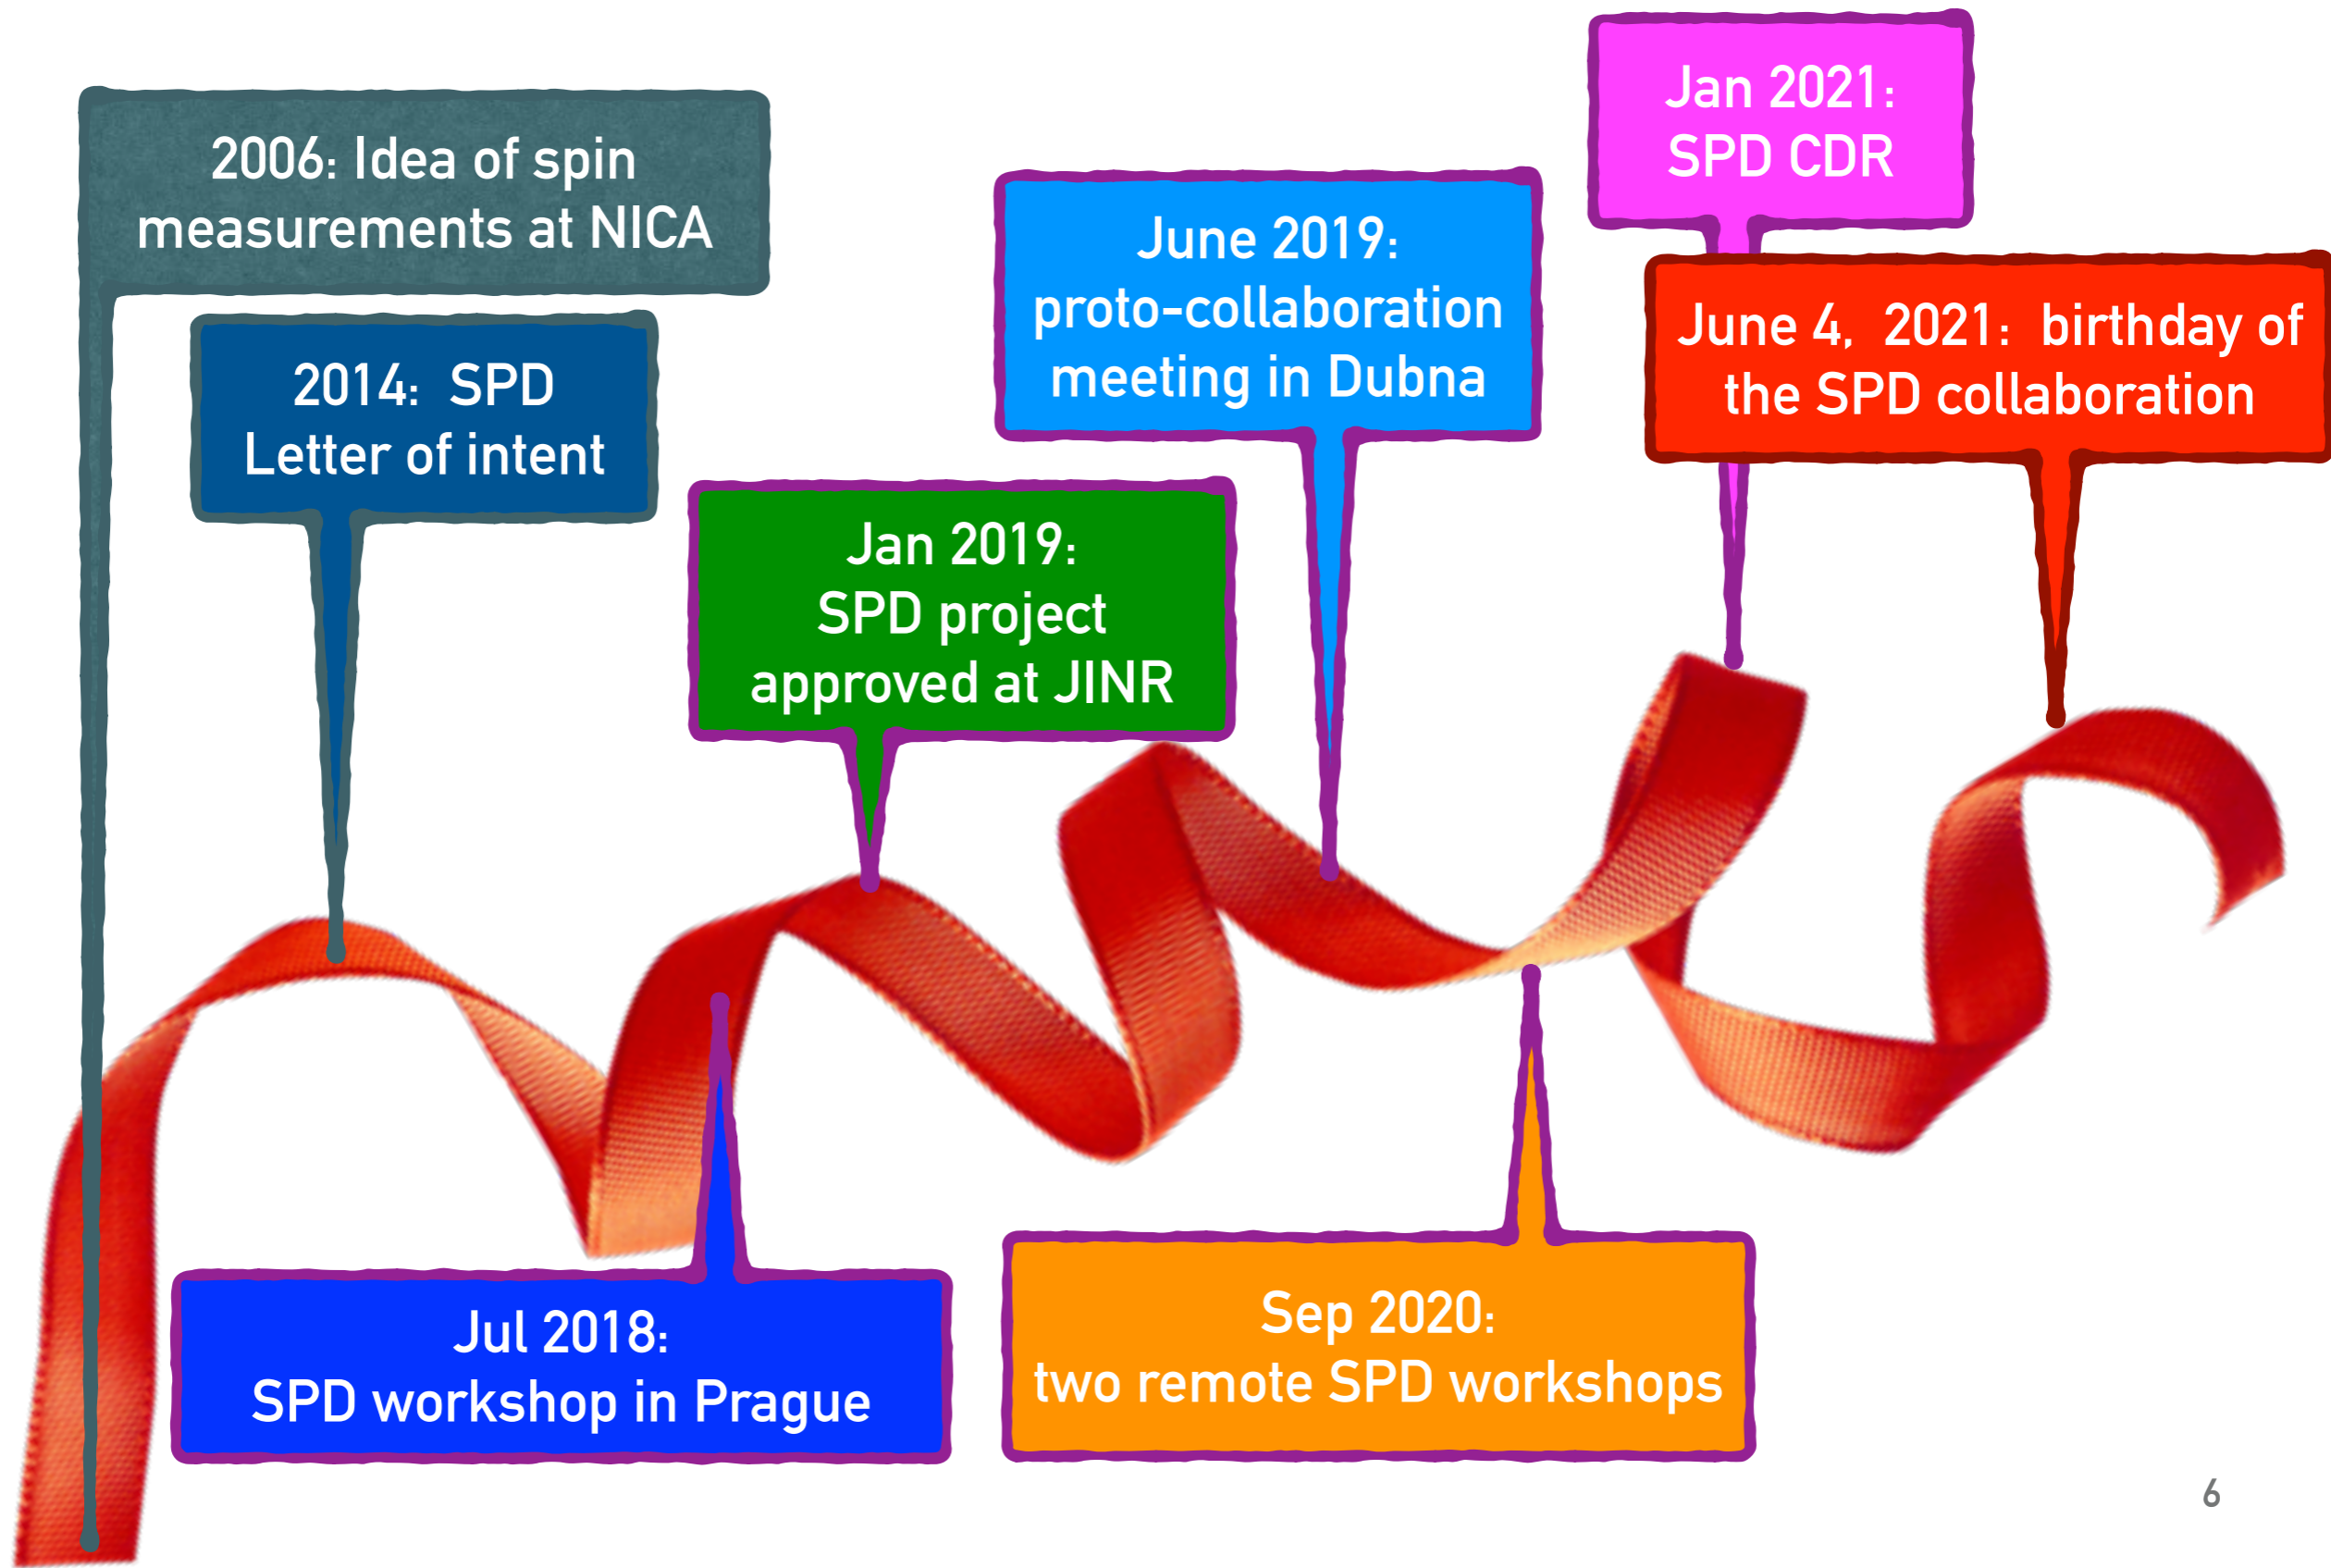 2006: Idea of spin
measurements at NICA
2014: SPD
Letter of intent
Jul 2018:
SPD workshop in Prague
Jan 2019:
SPD project
approved at JINR
June 2019:
proto-collaboration
meeting in Dubna
Sep 2020:
two remote SPD workshops
Jan 2021:
SPD CDR
June 4, 2021: birthday of
the SPD collaboration
6